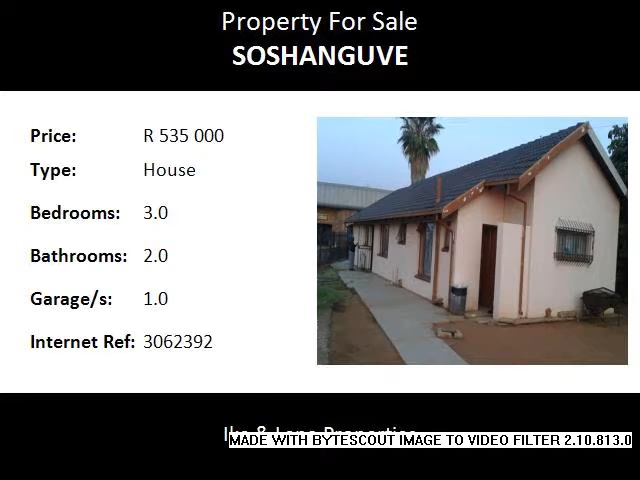 Property For Sale
SOSHANGUVE
Price: R 535 000
Type: House
Bedrooms: 3.0
Bathrooms: 2.0
Garage/s: 1.0
Internet Ref: 3062392
& Properties
MADE WITH BYTESCOUT IMAGE TO VIDEO FILTER 2.10.813.0